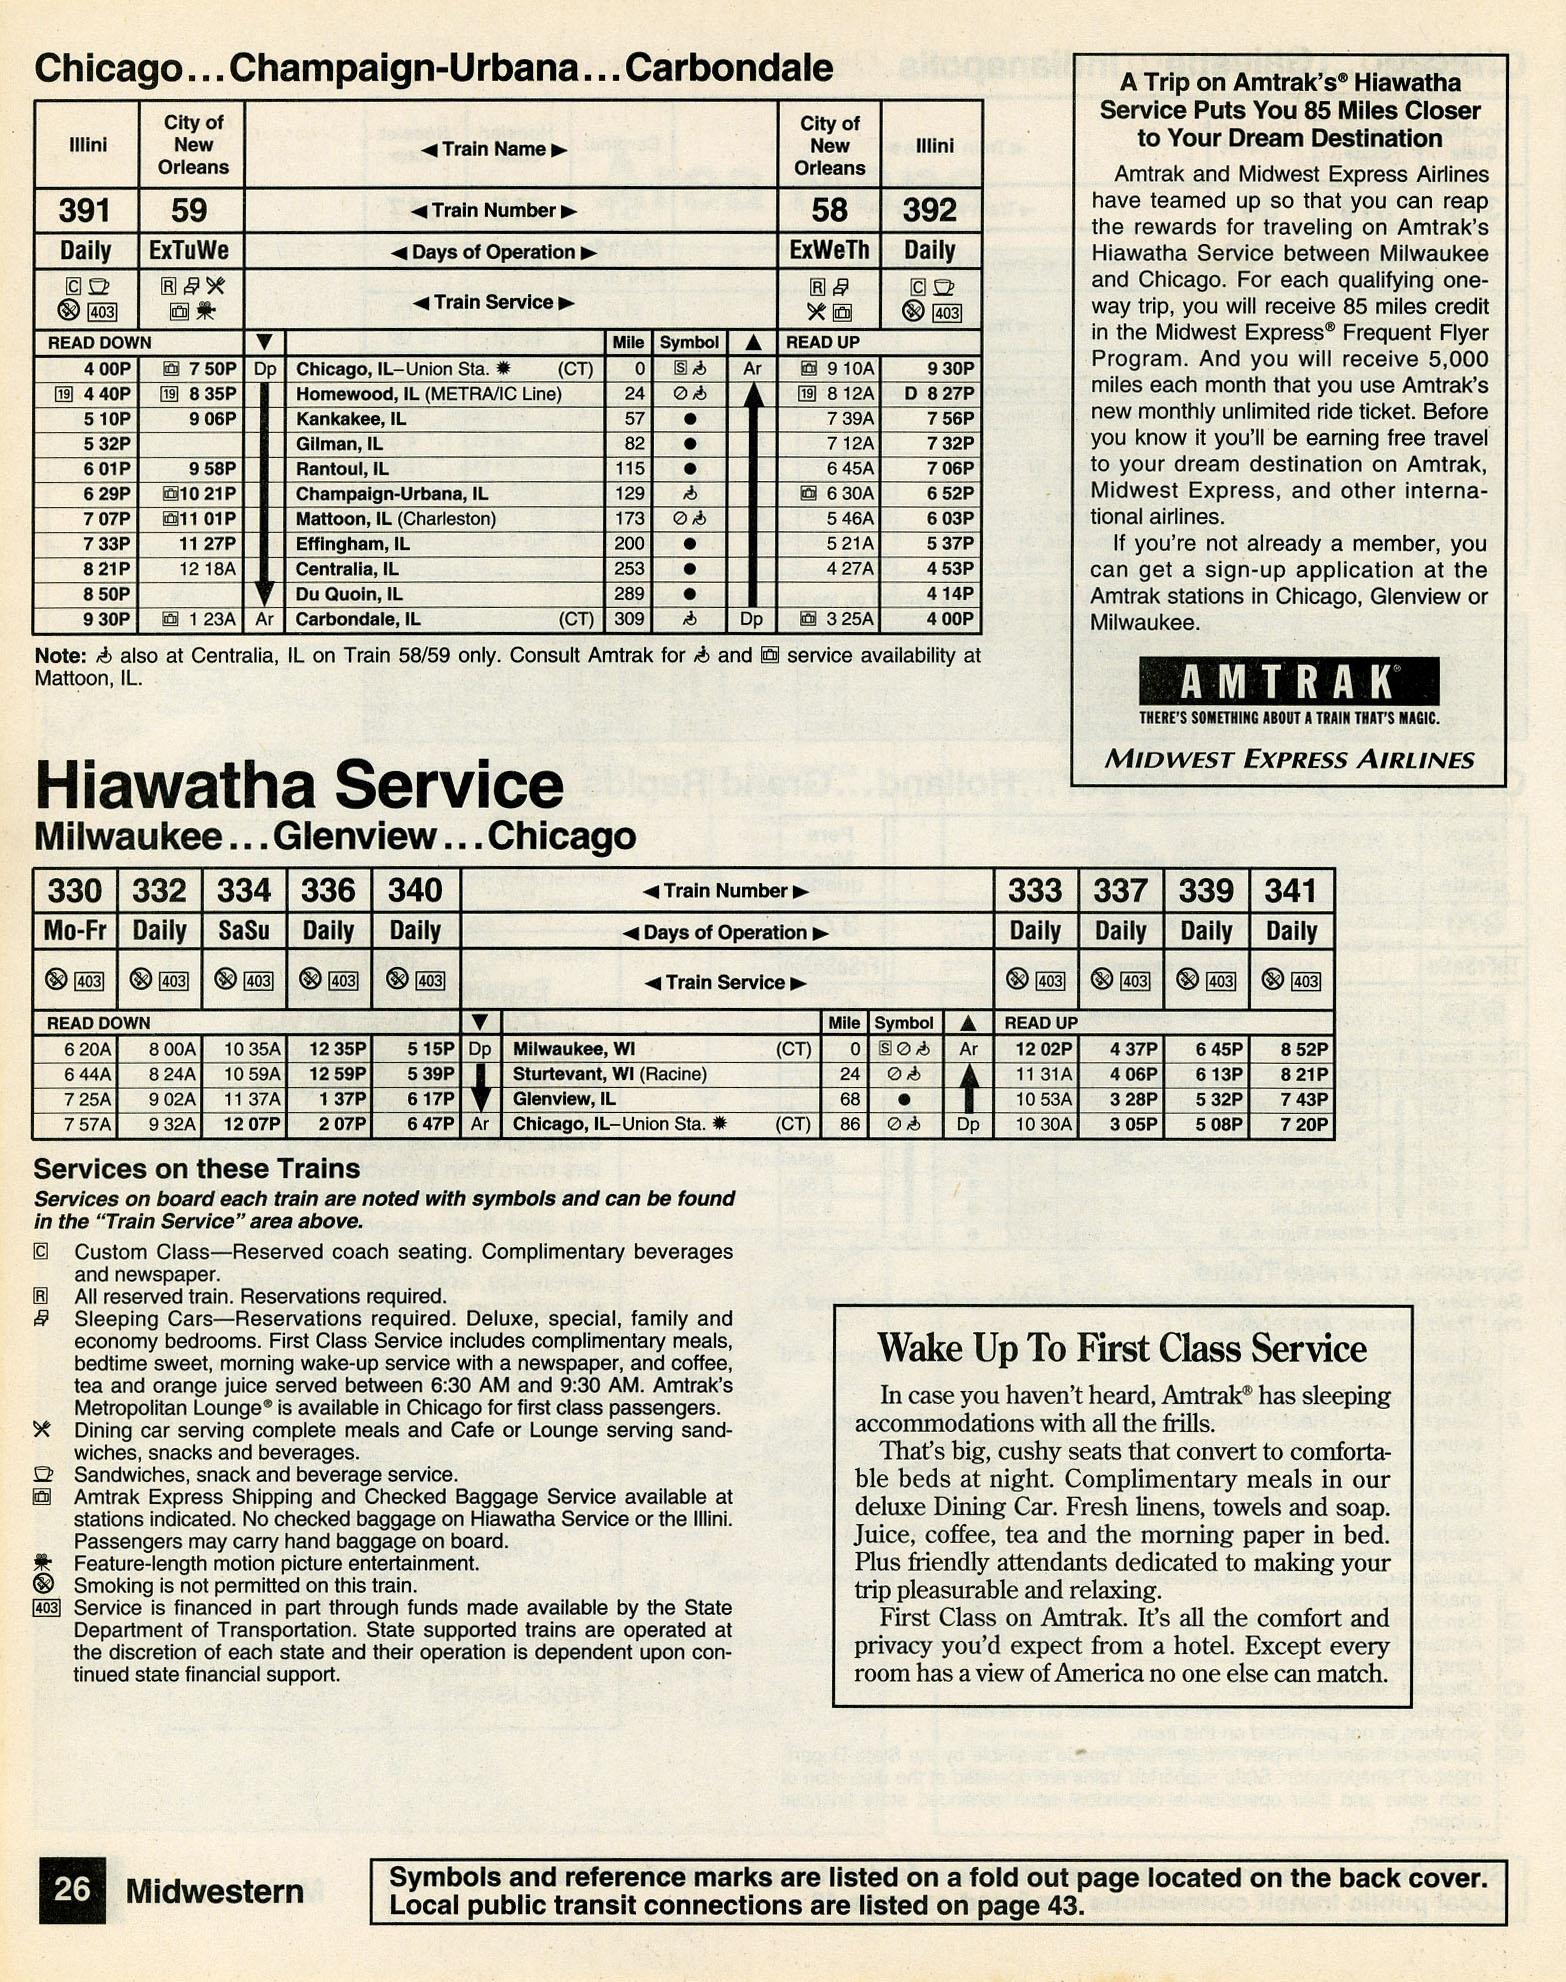 Chicago...Champaign-Urbana...Carbondale
Illini City of New Orleans ◄ Train Name ► City of New Orleans Illini
391 59 ◄ Train Number ► 58 392
Daily ExTuWe ◄ Days of Operation ► ExWeTh Daily
C R ◄ Train Service ► R C
403 403
READ DOWN ▼ Mile Symbol ▲ READ UP
4 00P 7 50P Dp Chicago, IL–Union Sta. ✹ (CT) 0 S Ar 9 10A 9 30P
19 4 40P 19 8 35P Homewood, IL (METRA/IC Line) 24 19 8 12A D 8 27P
5 10P 9 06P Kankakee, IL 57 ● 7 39A 7 56P
5 32P Gilman, IL 82 ● 7 12A 7 32P
6 01P 9 58P Rantoul, IL 115 ● 6 45A 7 06P
6 29P 10 21P Champaign-Urbana, IL 129 6 30A 6 52P
7 07P 11 01P Mattoon, IL (Charleston) 173 5 46A 6 03P
7 33P 11 27P Effingham, IL 200 ● 5 21A 5 37P
8 21P 12 18A Centralia, IL 253 ● 4 27A 4 53P
8 50P Du Quoin, IL 289 ● 4 14P
9 30P 1 23A Ar Carbondale, IL (CT) 309 Dp 3 25A 4 00P
Note: also at Centralia, IL on Train 58/59 only. Consult Amtrak for and service availability at
Mattoon, IL.
A Trip on Amtrak's® Hiawatha
Service Puts You 85 Miles Closer
to Your Dream Destination
Amtrak and Midwest Express Airlines
have teamed up so that you can reap
the rewards for traveling on Amtrak's
Hiawatha Service between Milwaukee
and Chicago. For each qualifying one-
way trip, you will receive 85 miles credit
in the Midwest Express® Frequent Flyer
Program. And you will receive 5,000
miles each month that you use Amtrak's
new monthly unlimited ride ticket. Before
you know it you'll be earning free travel
to your dream destination on Amtrak,
Midwest Express, and other interna-
tional airlines.
If you're not already a member, you
can get a sign-up application at the
Amtrak stations in Chicago, Glenview or
Milwaukee.
AMTRAK®
THERE'S SOMETHING ABOUT A TRAIN THAT'S MAGIC.
MIDWEST EXPRESS AIRLINES
Hiawatha Service
Milwaukee...Glenview...Chicago
330 332 334 336 340 ◄ Train Number ► 333 337 339 341
Mo-Fr Daily SaSu Daily Daily ◄ Days of Operation ► Daily Daily Daily Daily
403 403 403 403 403 ◄ Train Service ► 403 403 403 403
READ DOWN ▼ Mile Symbol ▲ READ UP
6 20A 8 00A 10 35A 12 35P 5 15P Dp Milwaukee, WI (CT) 0 S Ar 12 02P 4 37P 6 45P 8 52P
6 44A 8 24A 10 59A 12 59P 5 39P Sturtevant, WI (Racine) 24 11 31A 4 06P 6 13P 8 21P
7 25A 9 02A 11 37A 1 37P 6 17P Glenview, IL 68 ● 10 53A 3 28P 5 32P 7 43P
7 57A 9 32A 12 07P 2 07P 6 47P Ar Chicago, IL–Union Sta. ✹ (CT) 86 Dp 10 30A 3 05P 5 08P 7 20P
Services on these Trains
Services on board each train are noted with symbols and can be found
in the “Train Service” area above.
C Custom Class—Reserved coach seating. Complimentary beverages
and newspaper.
R All reserved train. Reservations required.
Sleeping Cars—Reservations required. Deluxe, special, family and
economy bedrooms. First Class Service includes complimentary meals,
bedtime sweet, morning wake-up service with a newspaper, and coffee,
tea and orange juice served between 6:30 AM and 9:30 AM. Amtrak's
Metropolitan Lounge® is available in Chicago for first class passengers.
Dining car serving complete meals and Cafe or Lounge serving sand-
wiches, snacks and beverages.
Sandwiches, snack and beverage service.
Amtrak Express Shipping and Checked Baggage Service available at
stations indicated. No checked baggage on Hiawatha Service or the Illini.
Passengers may carry hand baggage on board.
Feature-length motion picture entertainment.
Smoking is not permitted on this train.
403 Service is financed in part through funds made available by the State
Department of Transportation. State supported trains are operated at
the discretion of each state and their operation is dependent upon con-
tinued state financial support.
Wake Up To First Class Service
In case you haven't heard, Amtrak® has sleeping
accommodations with all the frills.
That's big, cushy seats that convert to comforta-
ble beds at night. Complimentary meals in our
deluxe Dining Car. Fresh linens, towels and soap.
Juice, coffee, tea and the morning paper in bed.
Plus friendly attendants dedicated to making your
trip pleasurable and relaxing.
First Class on Amtrak. It's all the comfort and
privacy you'd expect from a hotel. Except every
room has a view of America no one else can match.
26 Midwestern
Symbols and reference marks are listed on a fold out page located on the back cover.
Local public transit connections are listed on page 43.